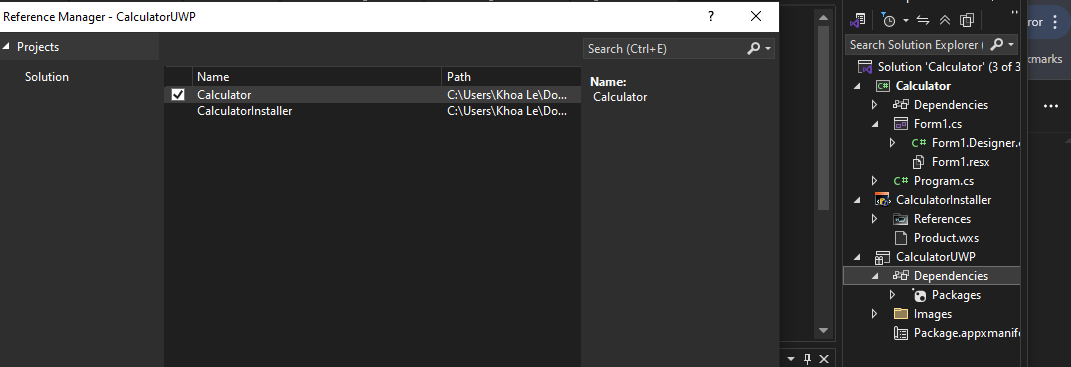 Reference Manager - CalculatorUWP
?
Projects
Search (Ctrl+E)
Solution
Name
Path
Calculator
C:\Users\Khoa Le\Do...
CalculatorInstaller
C:\Users\Khoa Le\Do...
Name:
Calculator
Search Solution Explorer (
Solution 'Calculator' (3 of 3
C# Calculator
Dependencies
Form1.cs
C# Form1.Designer.c
Form1.resx
C# Program.cs
CalculatorInstaller
References
Product.wxs
CalculatorUWP
Dependencies
Packages
Images
Package.appxmanif
ror
kmarks